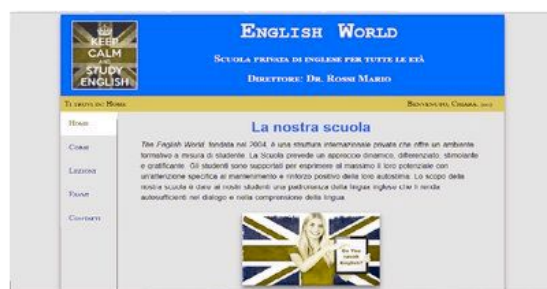 KEEP
CALM
AND
STUDY
ENGLISH
ENGLISH WORLD
SCUOLA PRIVATA DI INGLESE PER TUTTE LE ETÀ
DIRETTORE: DR. ROSSI MARIO
TI TROVI IN: HOME
BENVENUTO, CHIARA.
HOME
CORSI
LEZIONI
ESAMI
CONTATTI
La nostra scuola
The English World, fondata nel 2004, è una struttura internazionale privata che offre un ambiente
formativo a misura di studente. La Scuola prevede un approccio dinamico, differenziato, stimolante
e gratificante. Gli studenti sono supportati per esprimere al massimo il loro potenziale con
un'attenzione specifica al mantenimento e rinforzo positivo della loro autostima. Lo scopo della
nostra scuola è dare ai nostri studenti una padronanza della lingua inglese che li renda
autosufficienti nel dialogo e nella comprensione della lingua.
Do You
speak
English?